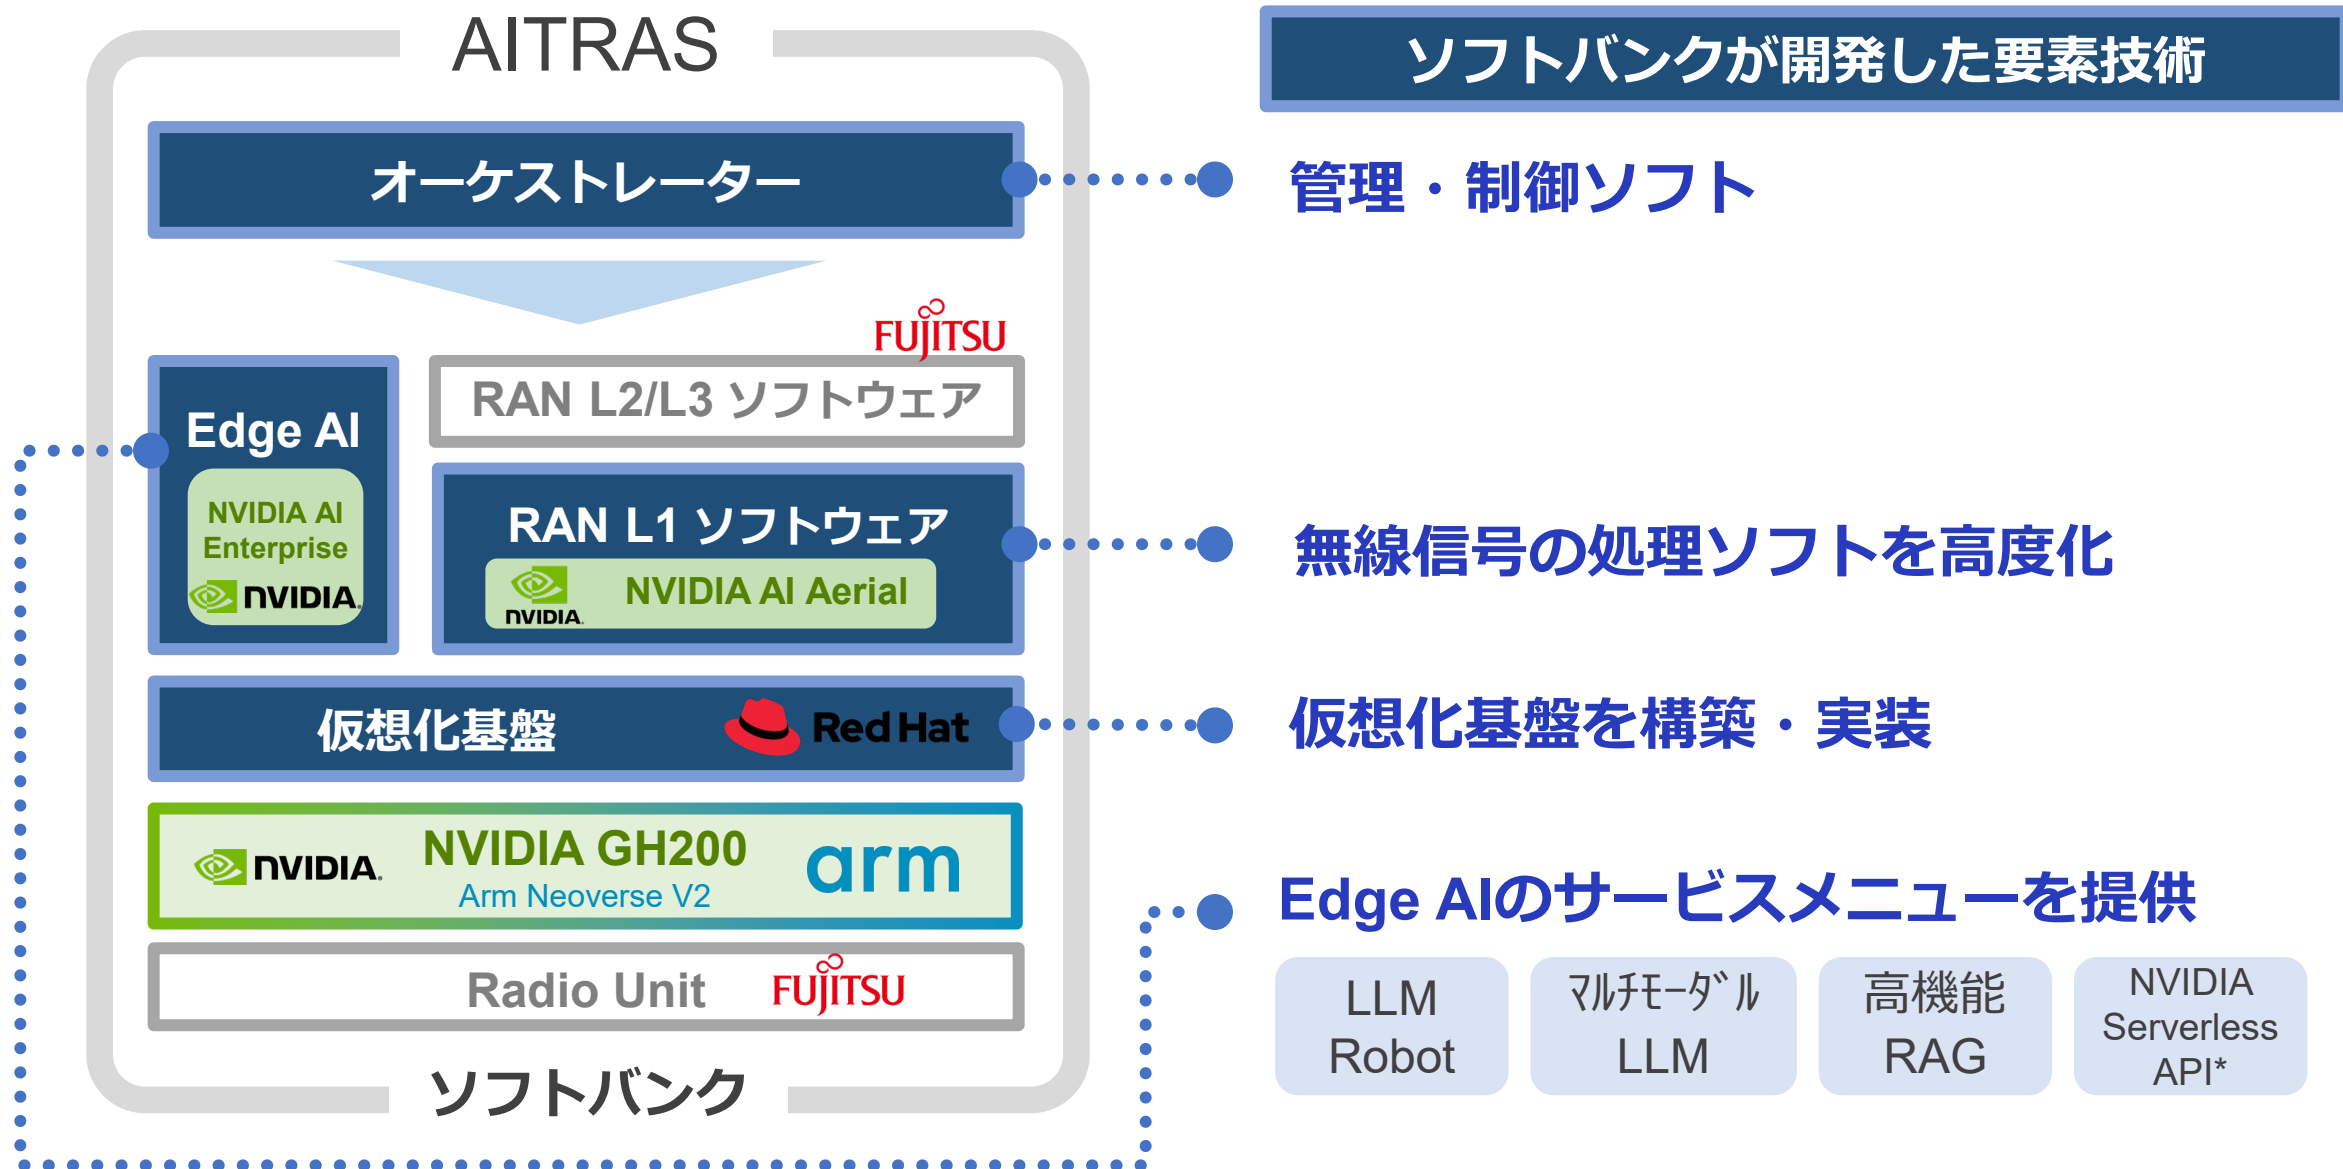 AITRAS
オーケストレーター
FUJITSU
RAN L2/L3 ソフトウェア
Edge AI
NVIDIA AI
Enterprise
NVIDIA.
RAN L1 ソフトウェア
NVIDIA.
NVIDIA AI Aerial
仮想化基盤
Red Hat
NVIDIA.
NVIDIA GH200
Arm Neoverse V2
arm
Radio Unit
FUJITSU
ソフトバンク
ソフトバンクが開発した要素技術
管理・制御ソフト
無線信号の処理ソフトを高度化
仮想化基盤を構築・実装
Edge AIのサービスメニューを提供
LLM
Robot
ﾏﾙﾁﾓｰﾀﾞﾙ
LLM
高機能
RAG
NVIDIA
Serverless
API*